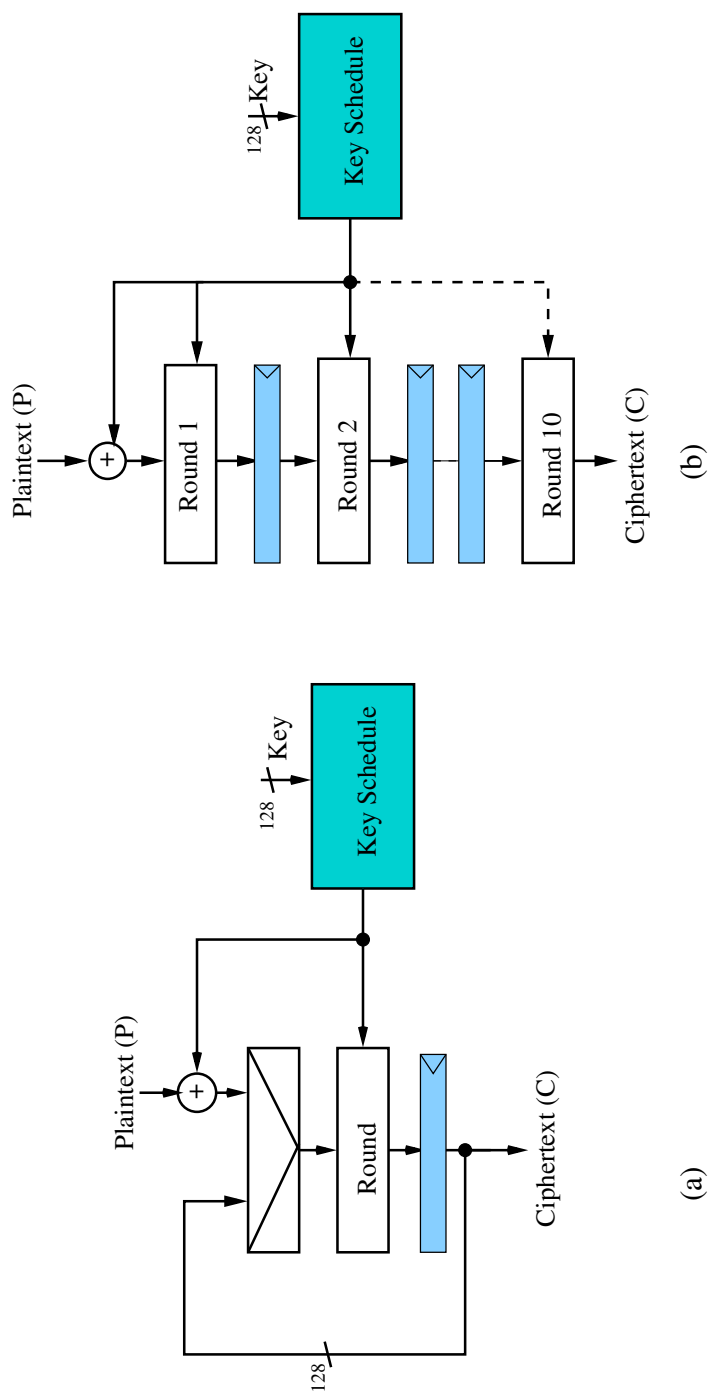 Plaintext (P)
+
128
Key
Key Schedule
Round
128
Ciphertext (C)
(a)
Plaintext (P)
+
128
Key
Key Schedule
Round 1
Round 2
Round 10
Ciphertext (C)
(b)